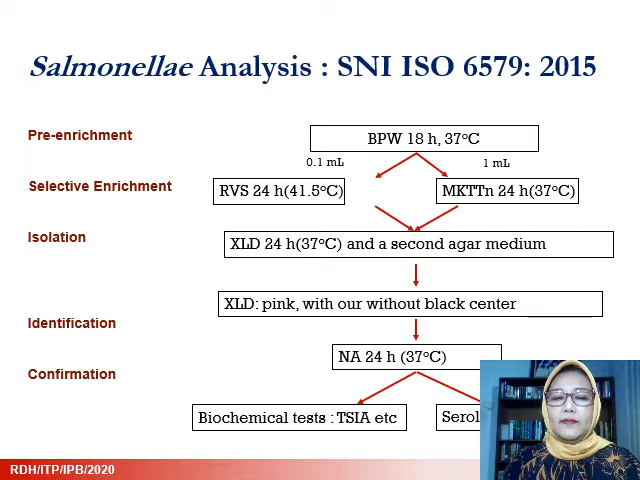 Salmonellae Analysis : SNI ISO 6579: 2015
Pre-enrichment
BPW 18 h, 37°C
0.1 mL
1 mL
Selective Enrichment
RVS 24 h(41.5°C)
MKTTn 24 h(37°C)
Isolation
XLD 24 h(37°C) and a second agar medium
XLD: pink, with our without black center
Identification
NA 24 h (37°C)
Confirmation
Biochemical tests : TSIA etc
RDH/ITP/IPB/2020